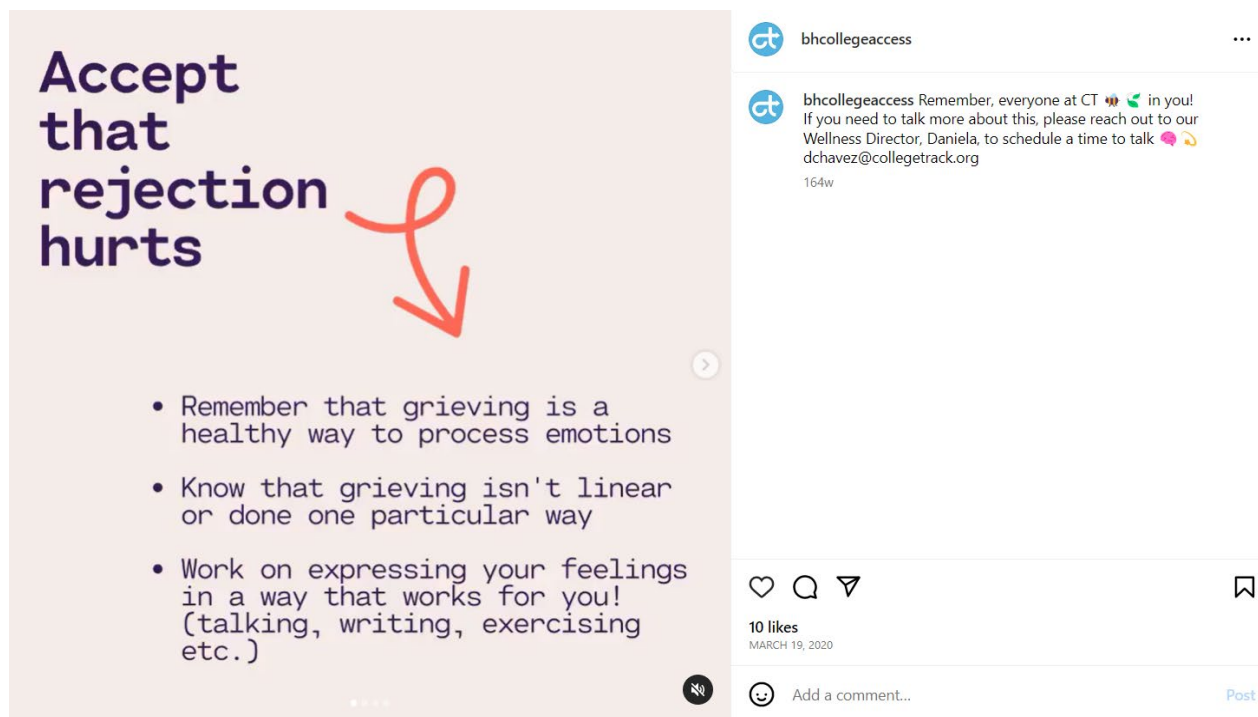 Accept
that
rejection
hurts
• Remember that grieving is a
healthy way to process emotions
• Know that grieving isn't linear
or done one particular way
• Work on expressing your feelings
in a way that works for you!
(talking, writing, exercising
etc.)
ct
bhcollegeaccess
ct
bhcollegeaccess Remember, everyone at CT 🐝 🌱 in you!
If you need to talk more about this, please reach out to our
Wellness Director, Daniela, to schedule a time to talk 🧠 💫
dchavez@collegetrack.org
164w
10 likes
MARCH 19, 2020
Add a comment...
Post